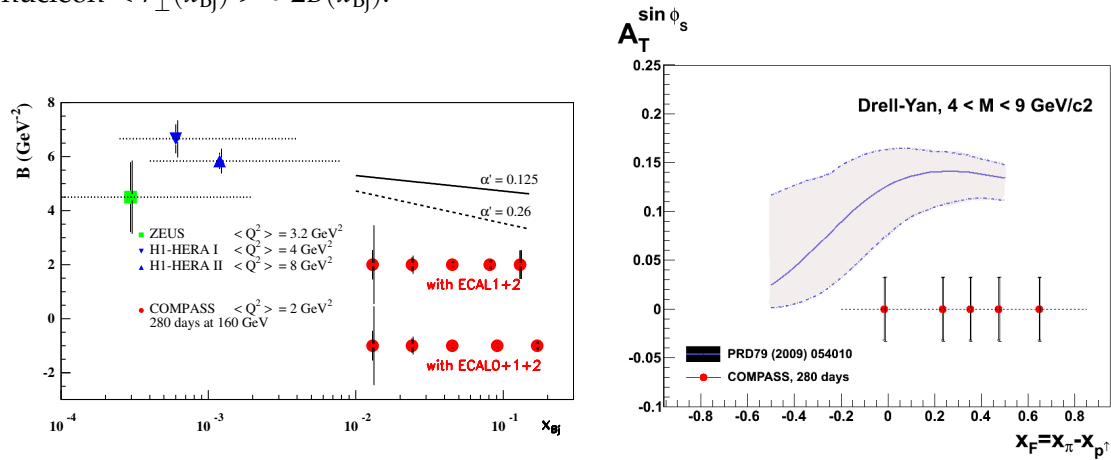 nucleon < r²⊥(xBj) > ≈ 2B(xBj).
B (GeV⁻²)
8
6
4
2
0
-2
α' = 0.125
α' = 0.26
ZEUS < Q² > = 3.2 GeV²
H1-HERA I < Q² > = 4 GeV²
H1-HERA II < Q² > = 8 GeV²
COMPASS < Q² > = 2 GeV²
280 days at 160 GeV
with ECAL1+2
with ECAL0+1+2
10⁻⁴ 10⁻³ 10⁻² 10⁻¹ xBj
A_T^sin φ_S
0.25
0.2
0.15
0.1
0.05
0
-0.05
-0.1
Drell-Yan, 4 < M < 9 GeV/c2
PRD79 (2009) 054010
COMPASS, 280 days
-0.8 -0.6 -0.4 -0.2 0 0.2 0.4 0.6 0.8
x_F=x_π-x_p↑